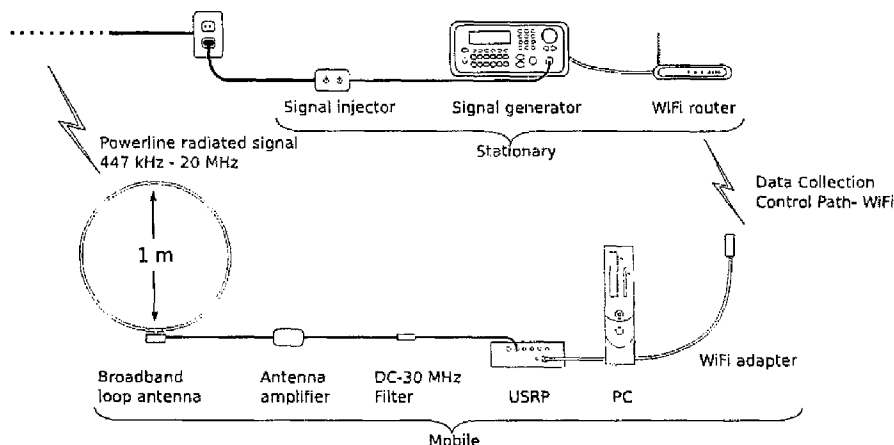 Signal injector
Signal generator
WiFi router
Stationary
Powerline radiated signal
447 kHz - 20 MHz
Data Collection
Control Path- WiFi
1 m
WiFi adapter
Broadband
loop antenna
Antenna
amplifier
DC-30 MHz
Filter
USRP
PC
Mobile